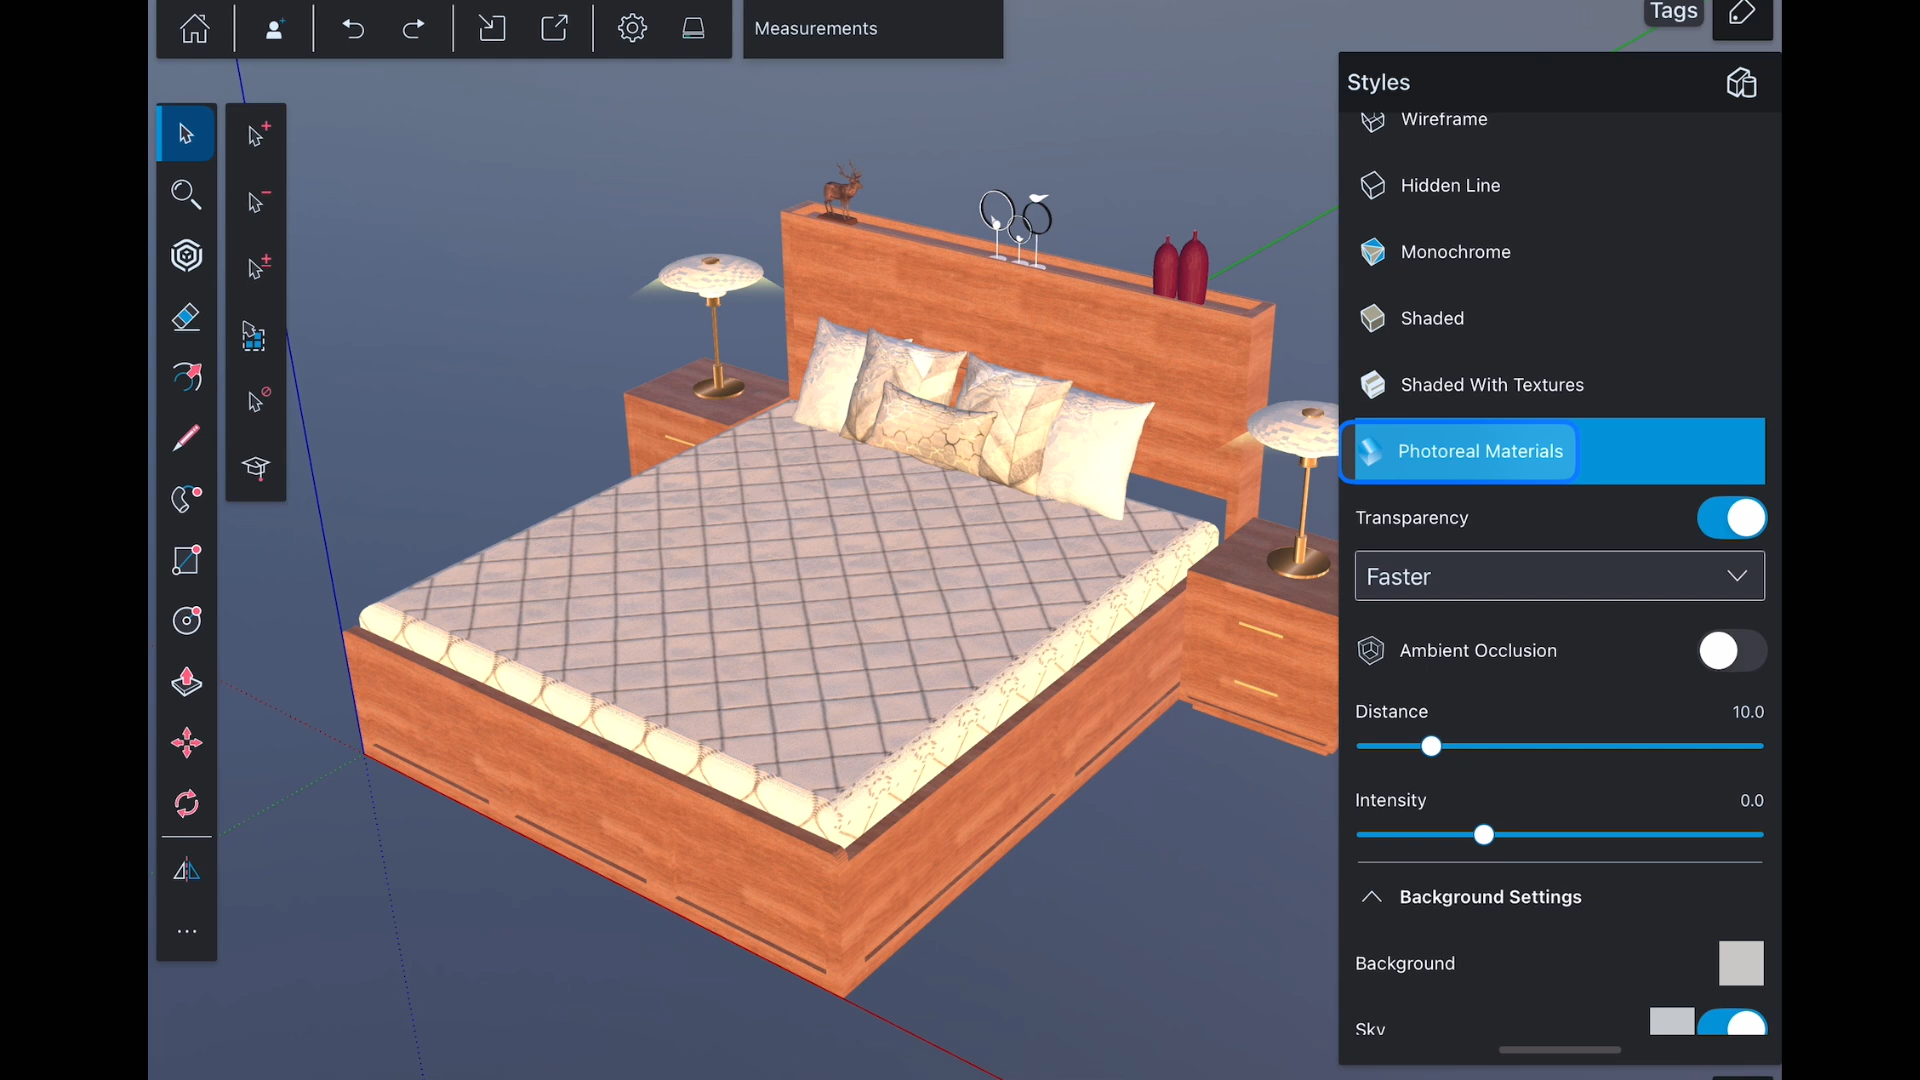 Measurements
Tags
Styles
Wireframe
Hidden Line
Monochrome
Shaded
Shaded With Textures
Photoreal Materials
Transparency
Faster
Ambient Occlusion
Distance 10.0
Intensity 0.0
Background Settings
Background
Sky